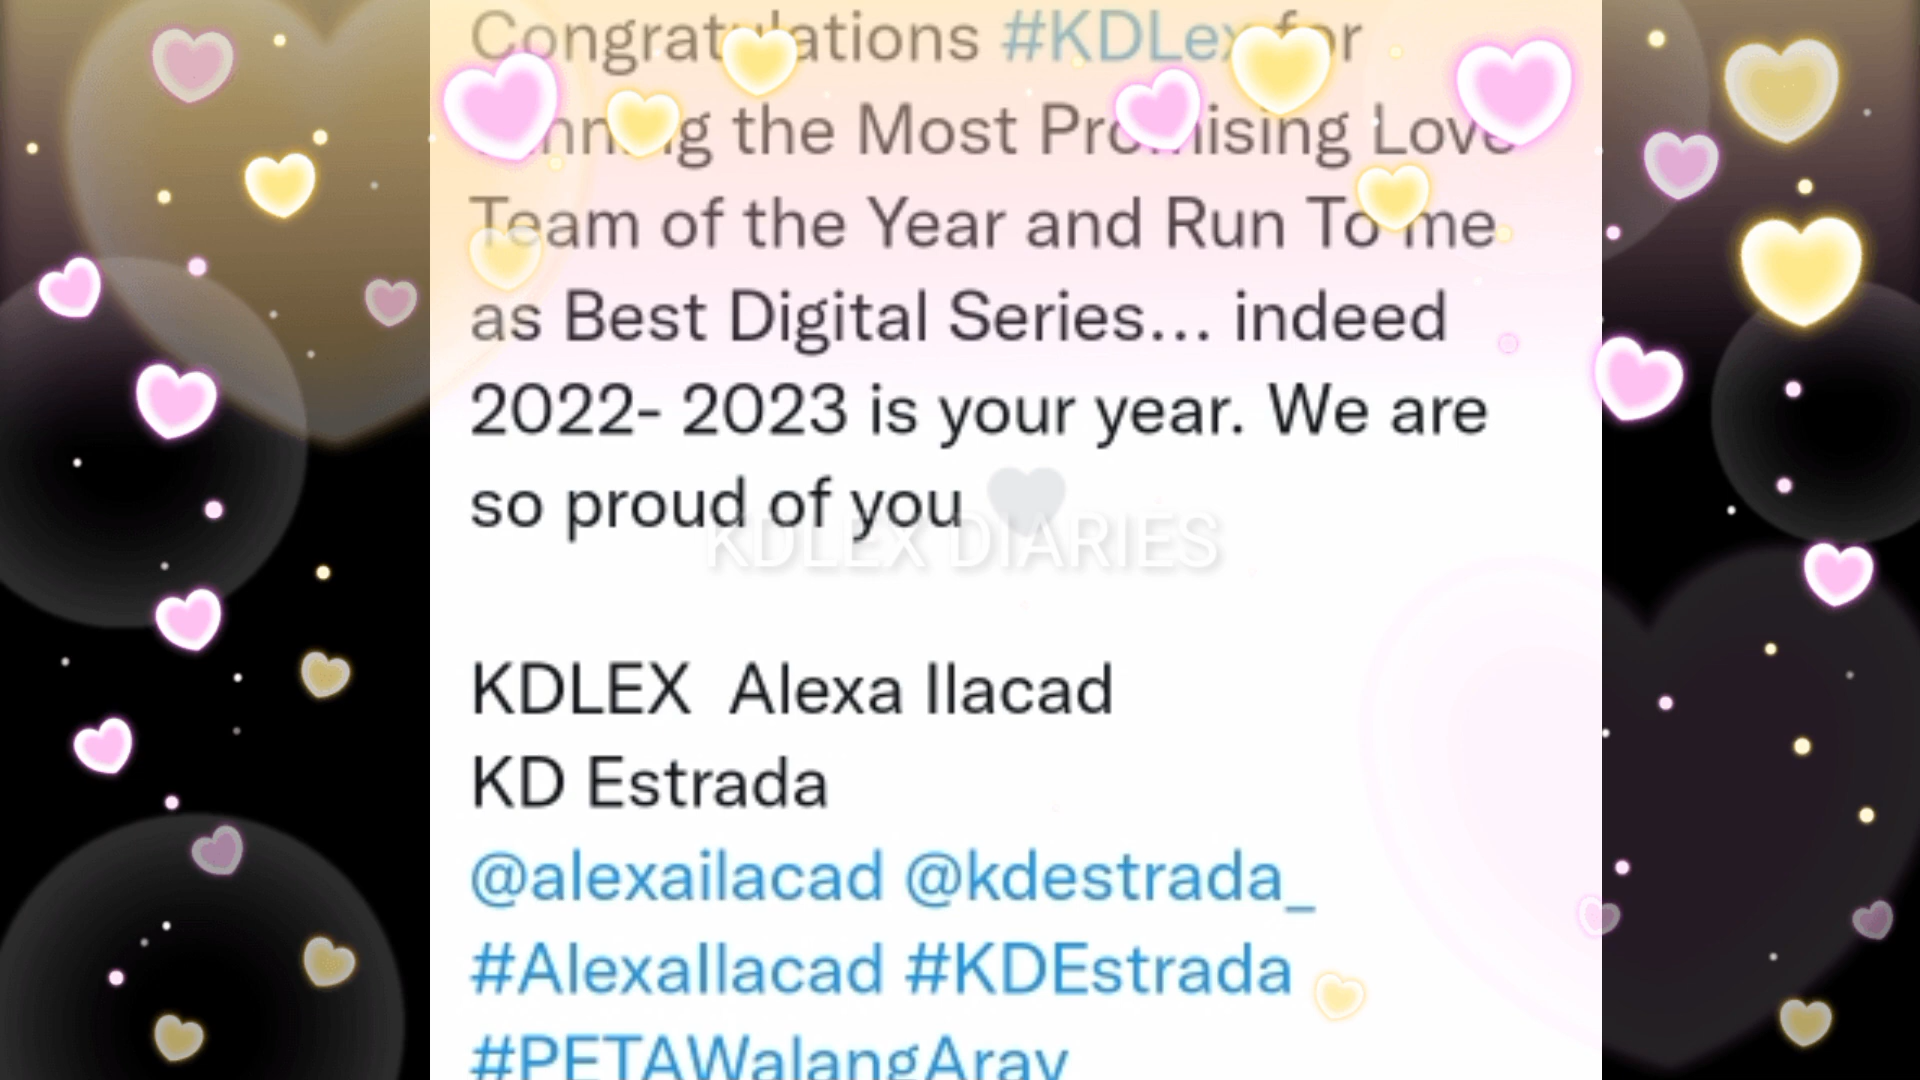 Congratulations #KDLex for
Winning the Most Promising Love
Team of the Year and Run To me
as Best Digital Series... indeed
2022- 2023 is your year. We are
so proud of you 🤍
KDLEX DIARIES
KDLEX  Alexa Ilacad
KD Estrada
@alexailacad @kdestrada_
#AlexaIlacad #KDEstrada
#PETAWalangAray